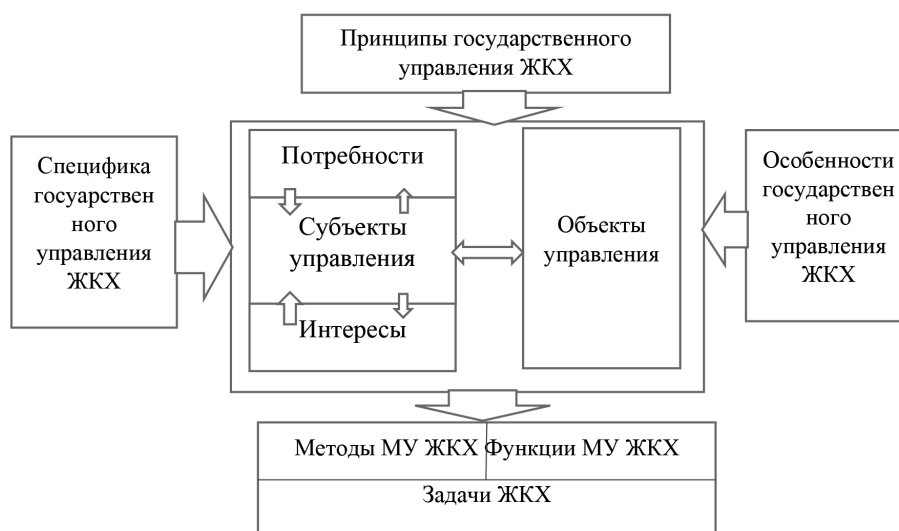 Принципы государственного
управления ЖКХ
Специфика
госуарствен
ного
управления
ЖКХ
Потребности
Субъекты
управления
Интересы
Объекты
управления
Особенности
государствен
ного
управления
ЖКХ
Методы МУ ЖКХ
Функции МУ ЖКХ
Задачи ЖКХ